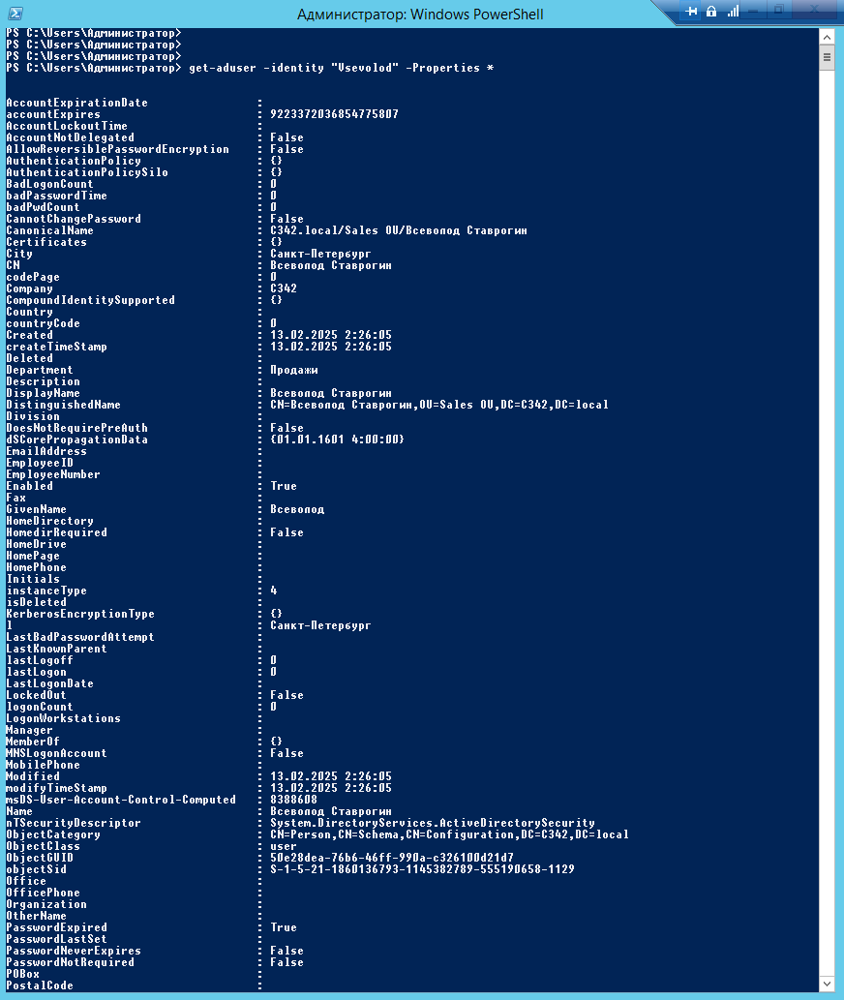 Администратор: Windows PowerShell
PS C:\Users\Администратор>
PS C:\Users\Администратор>
PS C:\Users\Администратор>
PS C:\Users\Администратор> get-aduser -identity "Vsevolod" -Properties *
AccountExpirationDate :
accountExpires : 9223372036854775807
AccountLockoutTime :
AccountNotDelegated : False
AllowReversiblePasswordEncryption : False
AuthenticationPolicy : {}
AuthenticationPolicySilo : {}
BadLogonCount : 0
badPasswordTime : 0
badPwdCount : 0
CannotChangePassword : False
CanonicalName : C342.local/Sales OU/Всеволод Ставрогин
Certificates : {}
City : Санкт-Петербург
CN : Всеволод Ставрогин
codePage : 0
Company : C342
CompoundIdentitySupported : {}
Country :
countryCode : 0
Created : 13.02.2025 2:26:05
createTimeStamp : 13.02.2025 2:26:05
Deleted :
Department : Продажи
Description :
DisplayName : Всеволод Ставрогин
DistinguishedName : CN=Всеволод Ставрогин,OU=Sales OU,DC=C342,DC=local
Division :
DoesNotRequirePreAuth : False
dSCorePropagationData : {01.01.1601 4:00:00}
EmailAddress :
EmployeeID :
EmployeeNumber :
Enabled : True
Fax :
GivenName : Всеволод
HomeDirectory :
HomedirRequired : False
HomeDrive :
HomePage :
HomePhone :
Initials :
instanceType : 4
isDeleted :
KerberosEncryptionType : {}
l : Санкт-Петербург
LastBadPasswordAttempt :
LastKnownParent :
lastLogoff : 0
lastLogon : 0
LastLogonDate :
LockedOut : False
logonCount : 0
LogonWorkstations :
Manager :
MemberOf : {}
MNSLogonAccount : False
MobilePhone :
Modified : 13.02.2025 2:26:05
modifyTimeStamp : 13.02.2025 2:26:05
msDS-User-Account-Control-Computed : 8388608
Name : Всеволод Ставрогин
nTSecurityDescriptor : System.DirectoryServices.ActiveDirectorySecurity
ObjectCategory : CN=Person,CN=Schema,CN=Configuration,DC=C342,DC=local
ObjectClass : user
ObjectGUID : 50e28dea-76b6-46ff-990a-c326100d21d7
objectSid : S-1-5-21-1860136793-1145382789-555190658-1129
Office :
OfficePhone :
Organization :
OtherName :
PasswordExpired : True
PasswordLastSet :
PasswordNeverExpires : False
PasswordNotRequired : False
POBox :
PostalCode :